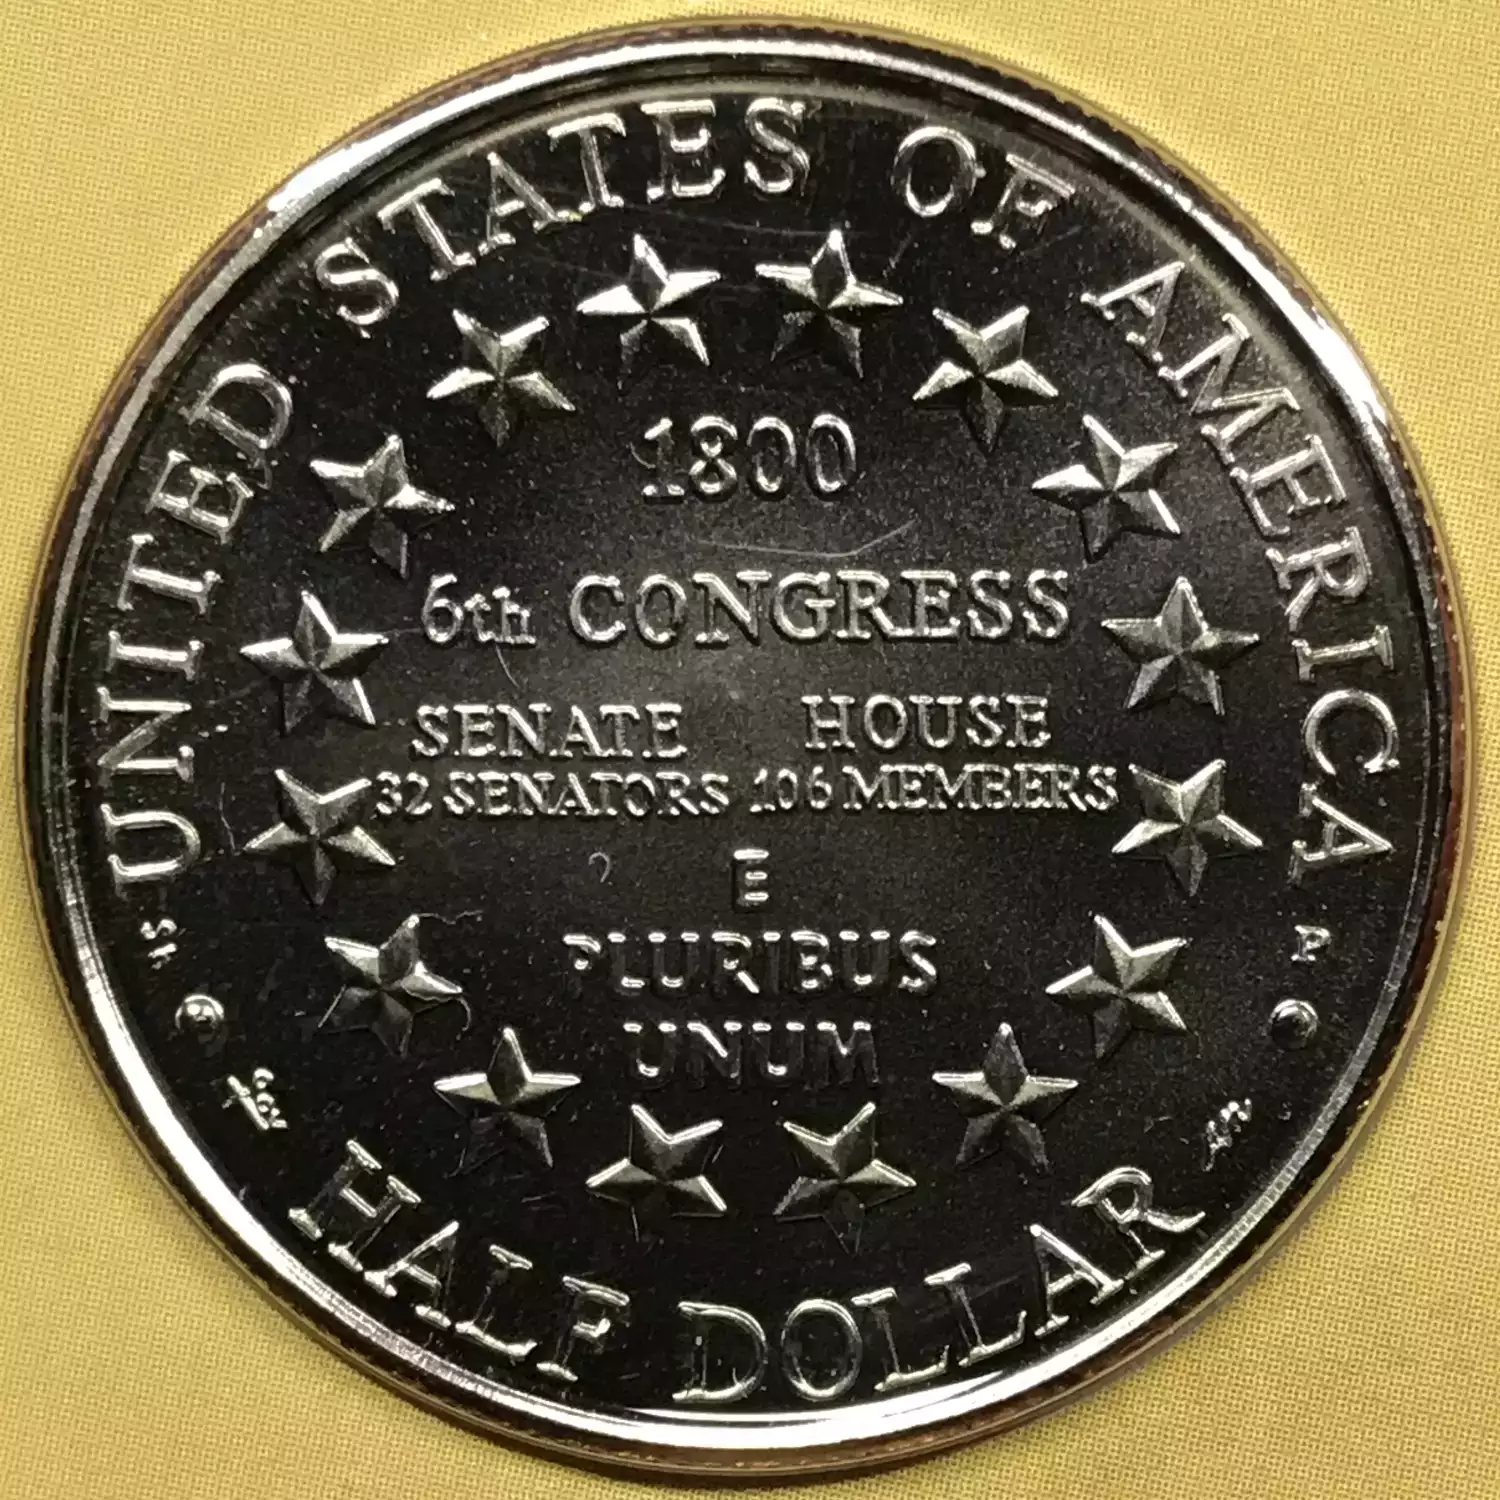 UNITED STATES OF AMERICA
1800
6th CONGRESS
SENATE HOUSE
32 SENATORS 106 MEMBERS
E
PLURIBUS
UNUM
P
HALF DOLLAR